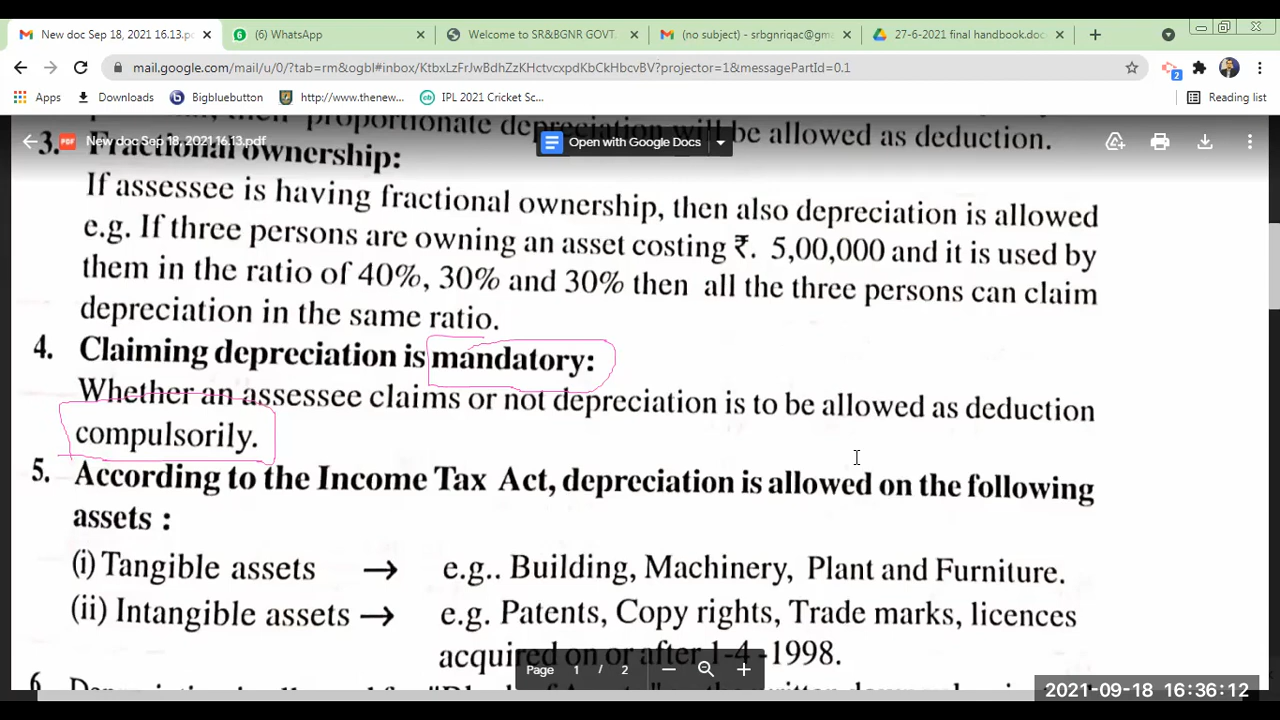 New doc Sep 18, 2021 16.13.p
(6) WhatsApp
Welcome to SR&BGNR GOVT.
(no subject) - srbgnriqac@gma
27-6-2021 final handbook.doc
mail.google.com/mail/u/0/?tab=rm&ogbl#inbox/KtbxLzFrJwBdhZzKHctvcxpdKbCkHbcvBV?projector=1&messagePartId=0.1
2
Apps
Downloads
Bigbluebutton
http://www.thenew...
IPL 2021 Cricket Sc...
Reading list
proportionate depreciation will be allowed as deduction.
New doc Sep 18, 2021 16.13.pdf
Open with Google Docs
3. Fractional ownership:
If assessee is having fractional ownership, then also depreciation is allowed
e.g. If three persons are owning an asset costing ₹. 5,00,000 and it is used by
them in the ratio of 40%, 30% and 30% then all the three persons can claim
depreciation in the same ratio.
4. Claiming depreciation is mandatory:
Whether an assessee claims or not depreciation is to be allowed as deduction
compulsorily.
5. According to the Income Tax Act, depreciation is allowed on the following
assets :
(i) Tangible assets → e.g.. Building, Machinery, Plant and Furniture.
(ii) Intangible assets → e.g. Patents, Copy rights, Trade marks, licences
acquired on or after 1-4-1998.
Page 1 / 2
6
2021-09-18 16:36:12